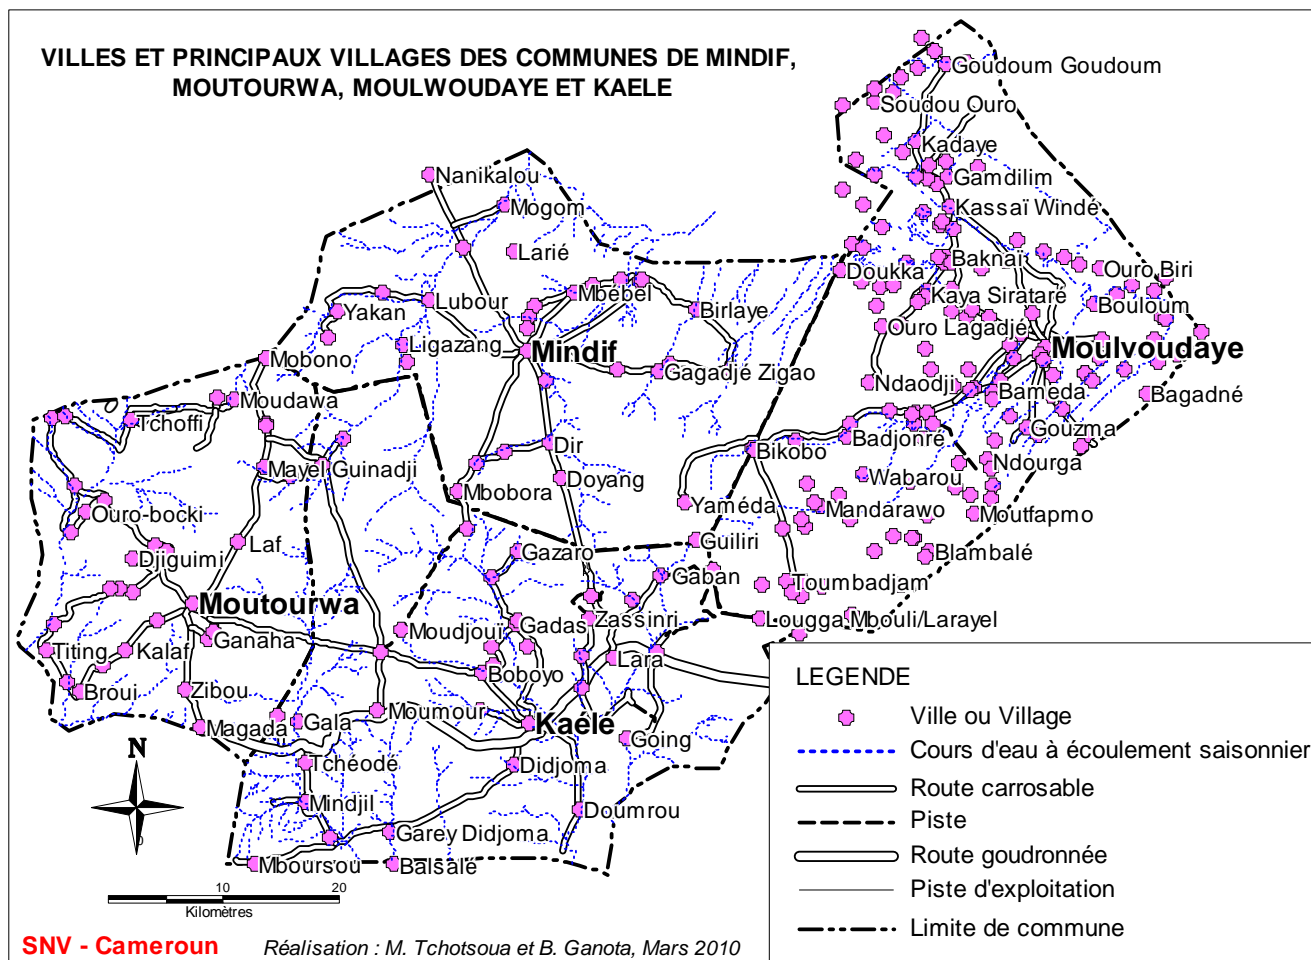 VILLES ET PRINCIPAUX VILLAGES DES COMMUNES DE MINDIF,
MOUTOURWA, MOULWOUDAYE ET KAELE
Goudoum Goudoum
Soudou Ouro
Kadaye
Nanikalou
Gamdilim
Mogom
Kassaï Windé
Larié
Baknaï
Doukka
Ouro Biri
Mbébel
Kaya Sirataré
Lubour
Bouloum
Yakan
Birlaye
Ouro Lagadjé
Ligazang
Mindif
Moulvoudaye
Mobono
Gagadjé Zigao
Ndaodji
Bameda
Bagadné
Moudawa
Tchoffi
Gouzma
Badjonré
Dir
Bikobo
Mayel Guinadji
Ndourga
Doyang
Wabarou
Mbobora
Yaméda
Mandarawo
Moutfapmo
Ouro-bocki
Laf
Guiliri
Gazaro
Blambalé
Djiguimi
Gaban
Toumbadjam
Moutourwa
Zassinri
Lougga
Mbouli/Larayel
Gadas
Moudjouï
Ganaha
Titing
Kalaf
Lara
Boboyo
Broui
Zibou
Moumour
Gala
Kaélé
Magada
Going
Tchéodé
Didjoma
Mindjil
Doumrou
Garey Didjoma
Mboursou
Balsalé
N
0
10
20
Kilomètres
LEGENDE
Ville ou Village
Cours d'eau à écoulement saisonnier
Route carrosable
Piste
Route goudronnée
Piste d'exploitation
Limite de commune
SNV - Cameroun
Réalisation : M. Tchotsoua et B. Ganota, Mars 2010